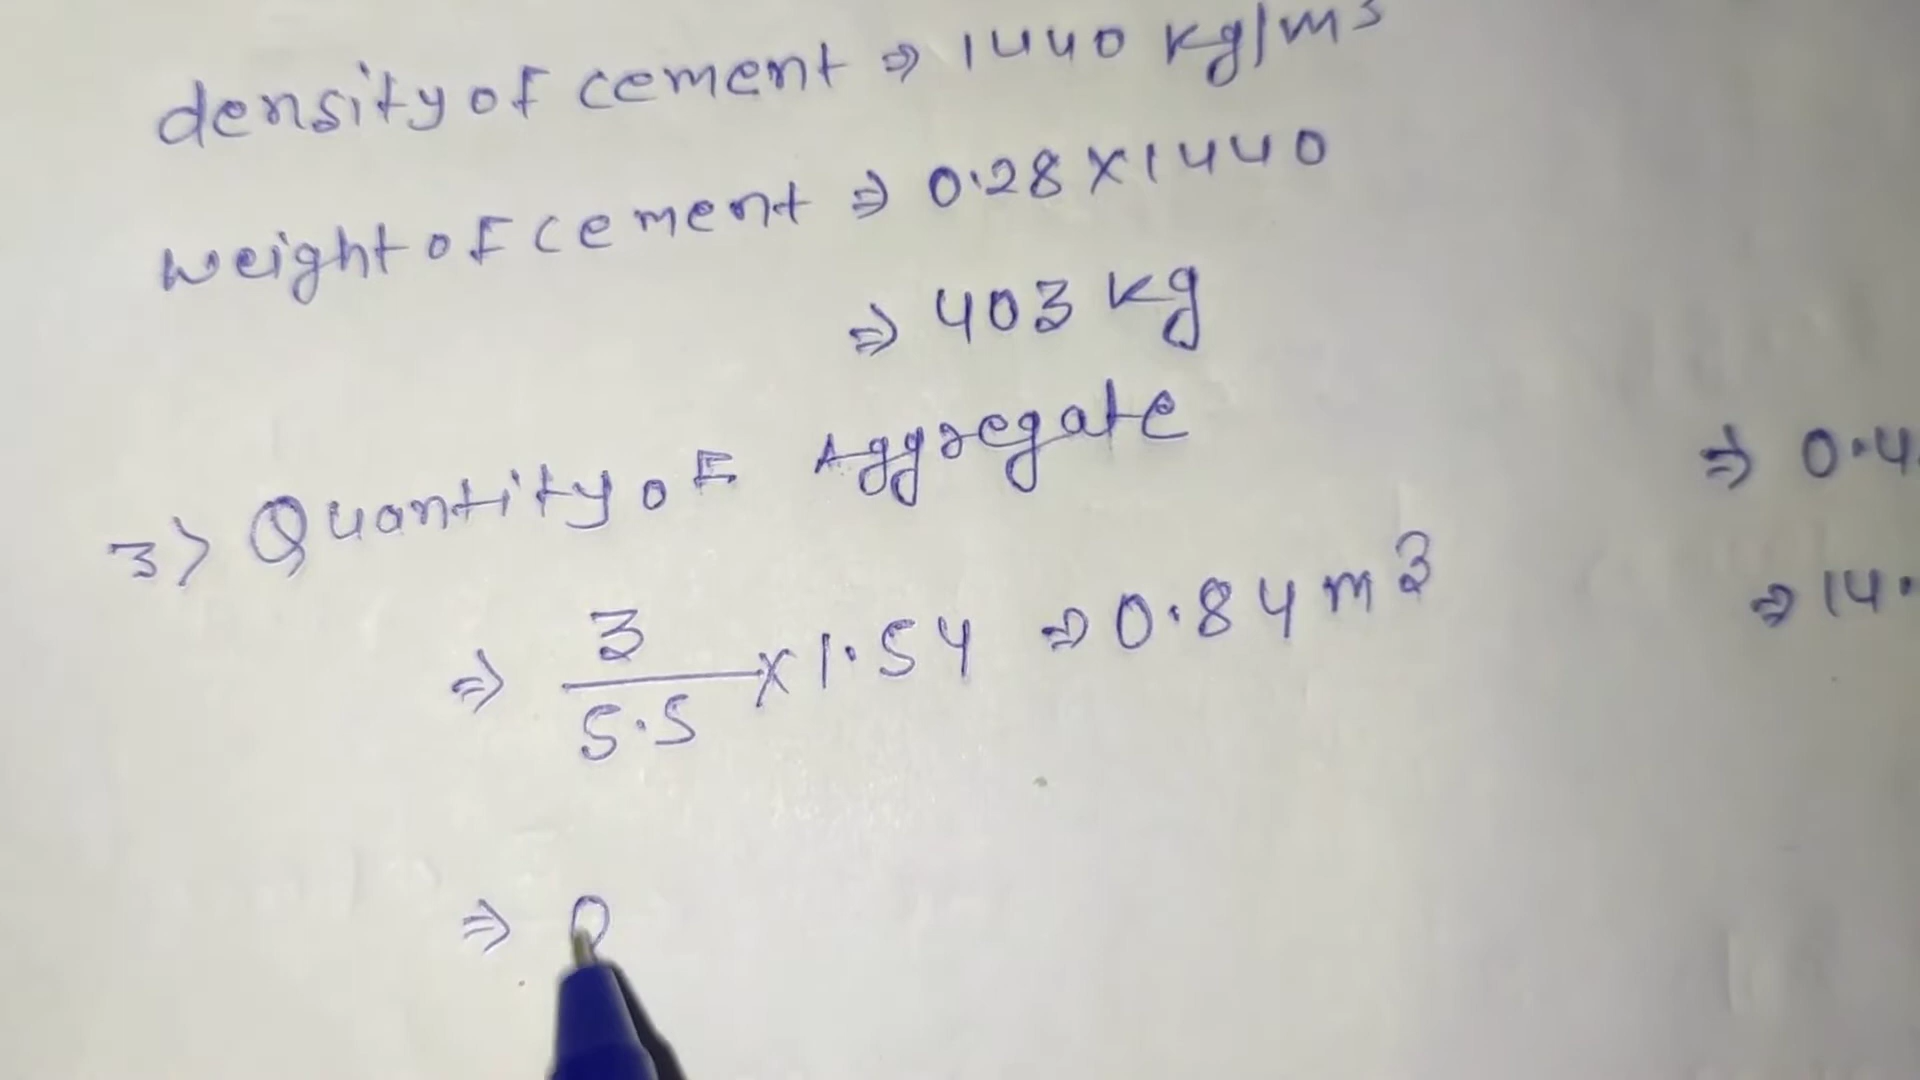 density of cement ⇒ 1440 kg/m³
weight of cement ⇒ 0.28 × 1440
⇒ 403 kg
3) Quantity of Aggregate
⇒ 3/5.5 × 1.54 ⇒ 0.84 m³
⇒ 0
⇒ 0.4
⇒ 14.